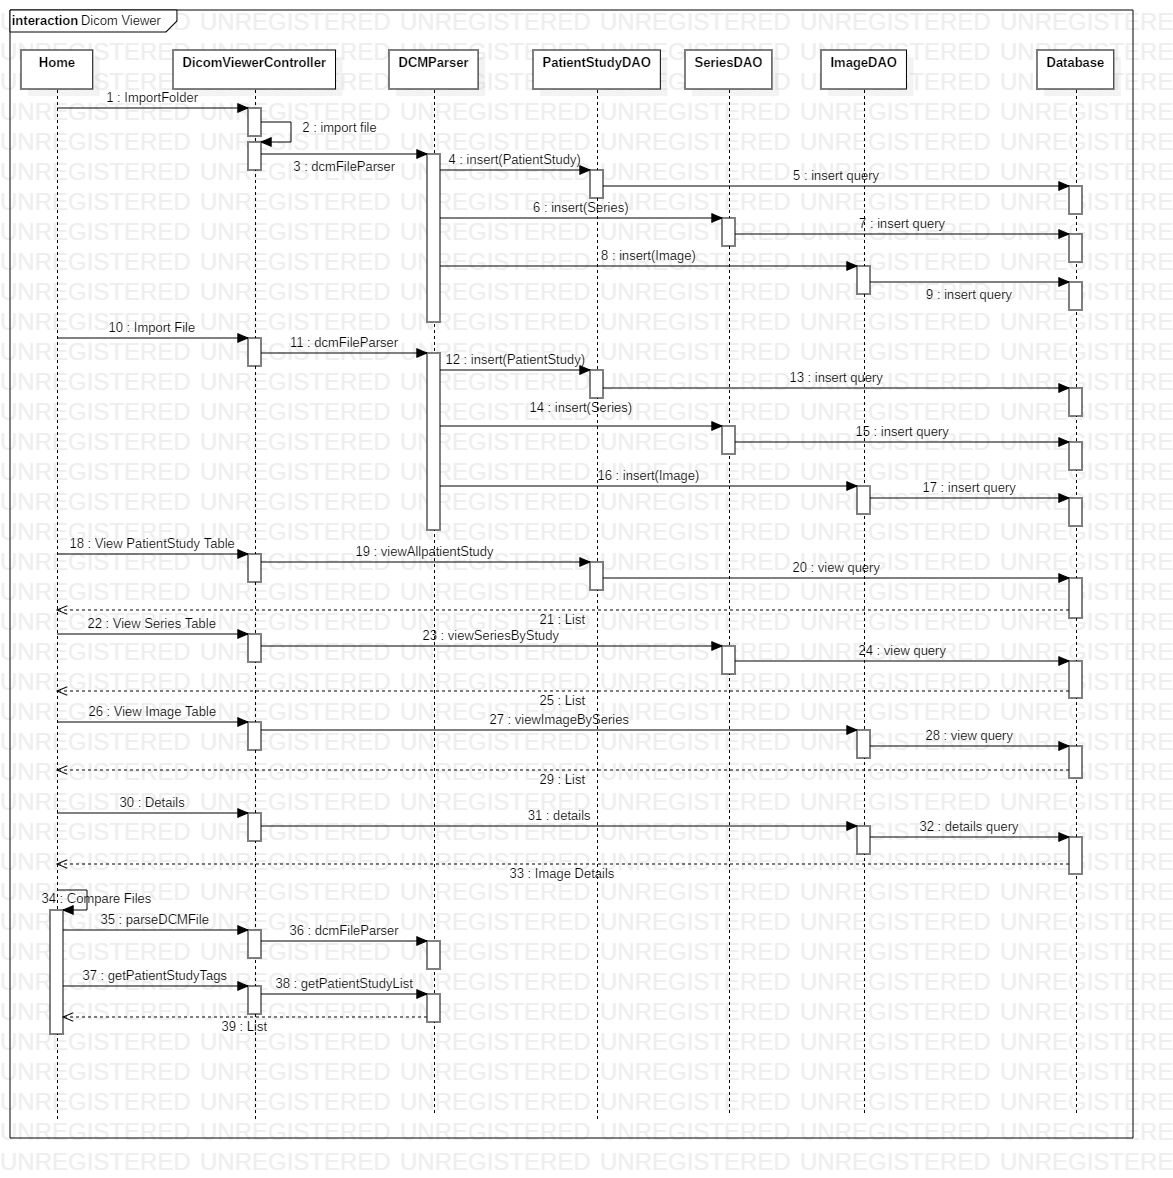 interaction Dicom Viewer
Home
DicomViewerController
DCMParser
PatientStudyDAO
SeriesDAO
ImageDAO
Database
1 : ImportFolder
2 : import file
3 : dcmFileParser
4 : insert(PatientStudy)
5 : insert query
6 : insert(Series)
7 : insert query
8 : insert(Image)
9 : insert query
10 : Import File
11 : dcmFileParser
12 : insert(PatientStudy)
13 : insert query
14 : insert(Series)
15 : insert query
16 : insert(Image)
17 : insert query
18 : View PatientStudy Table
19 : viewAllpatientStudy
20 : view query
21 : List
22 : View Series Table
23 : viewSeriesByStudy
24 : view query
25 : List
26 : View Image Table
27 : viewImageBySeries
28 : view query
29 : List
30 : Details
31 : details
32 : details query
33 : Image Details
34 : Compare Files
35 : parseDCMFile
36 : dcmFileParser
37 : getPatientStudyTags
38 : getPatientStudyList
39 : List
UNREGISTERED UNREGISTERED UNREGISTERED UNREGISTERED UNREGISTERED UNREGISTERED